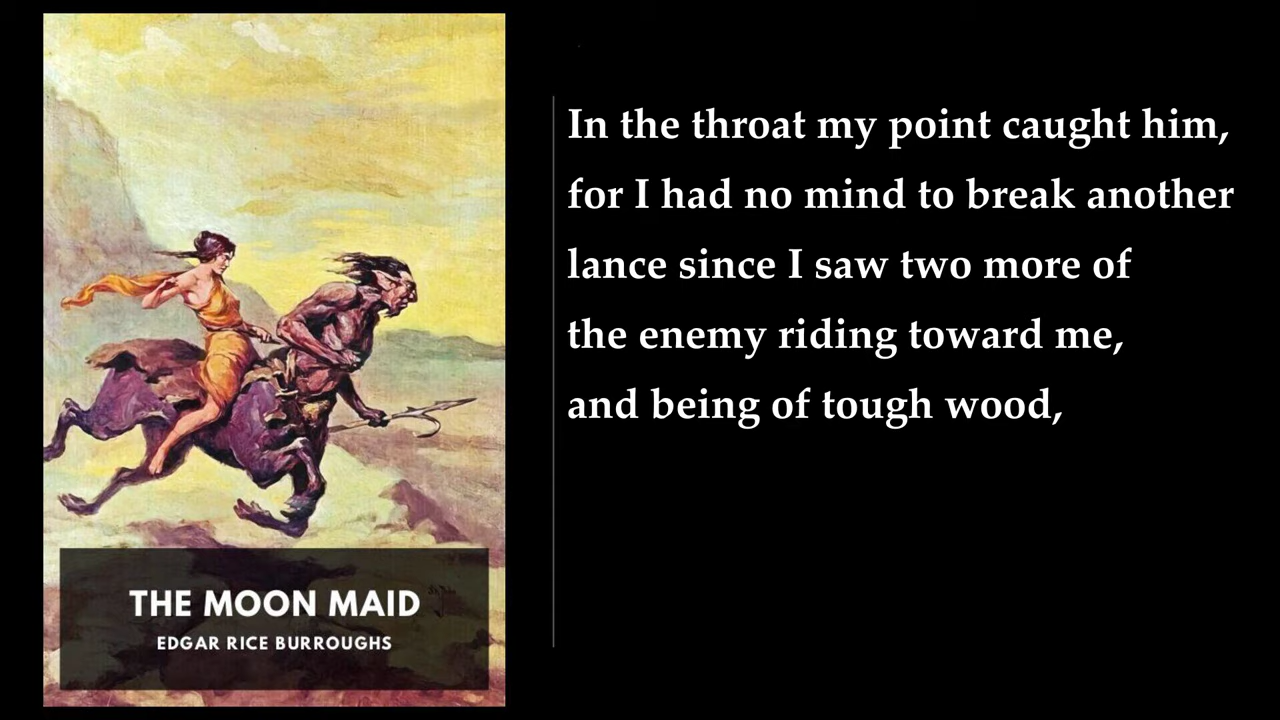 In the throat my point caught him,
for I had no mind to break another
lance since I saw two more of
the enemy riding toward me,
and being of tough wood,
THE MOON MAID
EDGAR RICE BURROUGHS